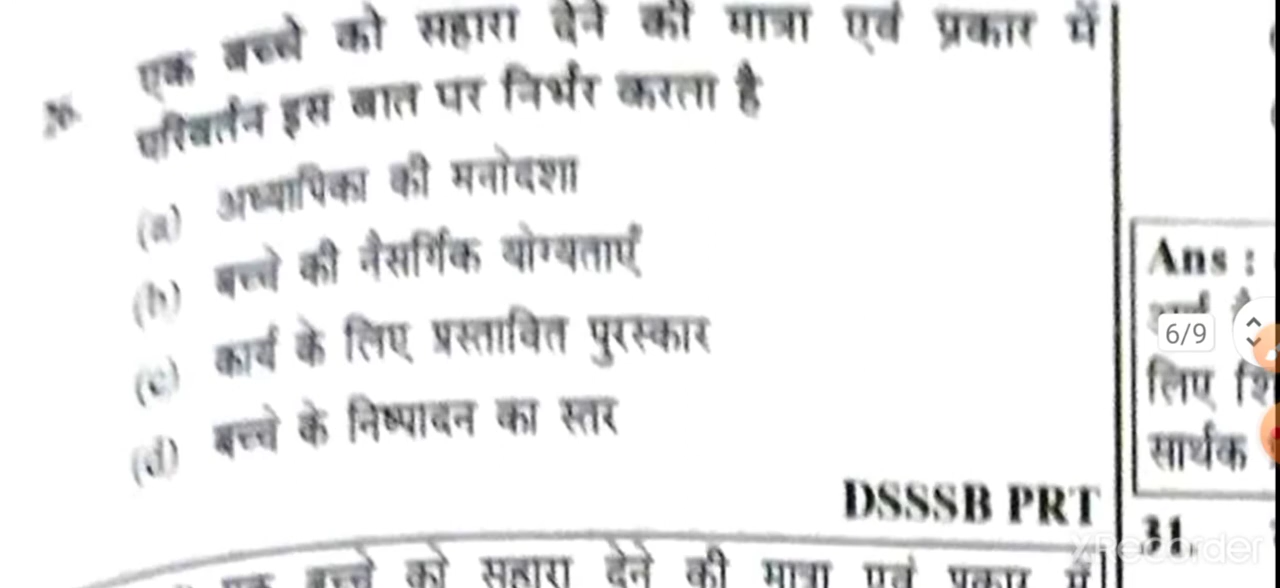 एक बच्चे को सहारा देने की मात्रा एवं प्रकार में
परिवर्तन इस बात पर निर्भर करता है
(a) अध्यापिका की मनोदशा
(b) बच्चे की नैसर्गिक योग्यताएँ
(c) कार्य के लिए प्रस्तावित पुरस्कार
(d) बच्चे के निष्पादन का स्तर
DSSSB PRT
एक बच्चे को सहारा देने की मात्रा एवं प्रकार में
Ans :
6/9
लिए
सार्थक
31.
XRecorder